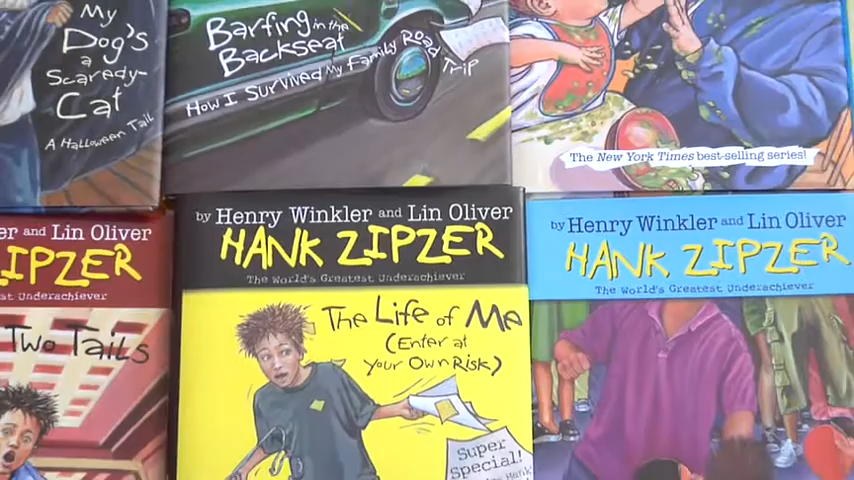 My
Dog's
a
Scaredy-
Cat
A Halloween Tail
Barfing in the
Backseat
How I Survived My Family Road Trip
The New York Times best-selling series!
and Lin Oliver
Zipzer
Underachiever
Two Tails
by Henry Winkler and Lin Oliver
Hank Zipzer
The World's Greatest Underachiever
The Life of Me
(Enter at
your Own Risk)
Super
Special!
by Henry Winkler and Lin Oliver
Hank Zipzer
The World's Greatest Underachiever